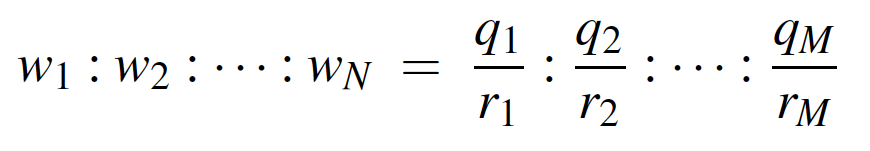 w₁ : w₂ : ⋯ : w_N = q₁/r₁ : q₂/r₂ : ⋯ : q_M/r_M